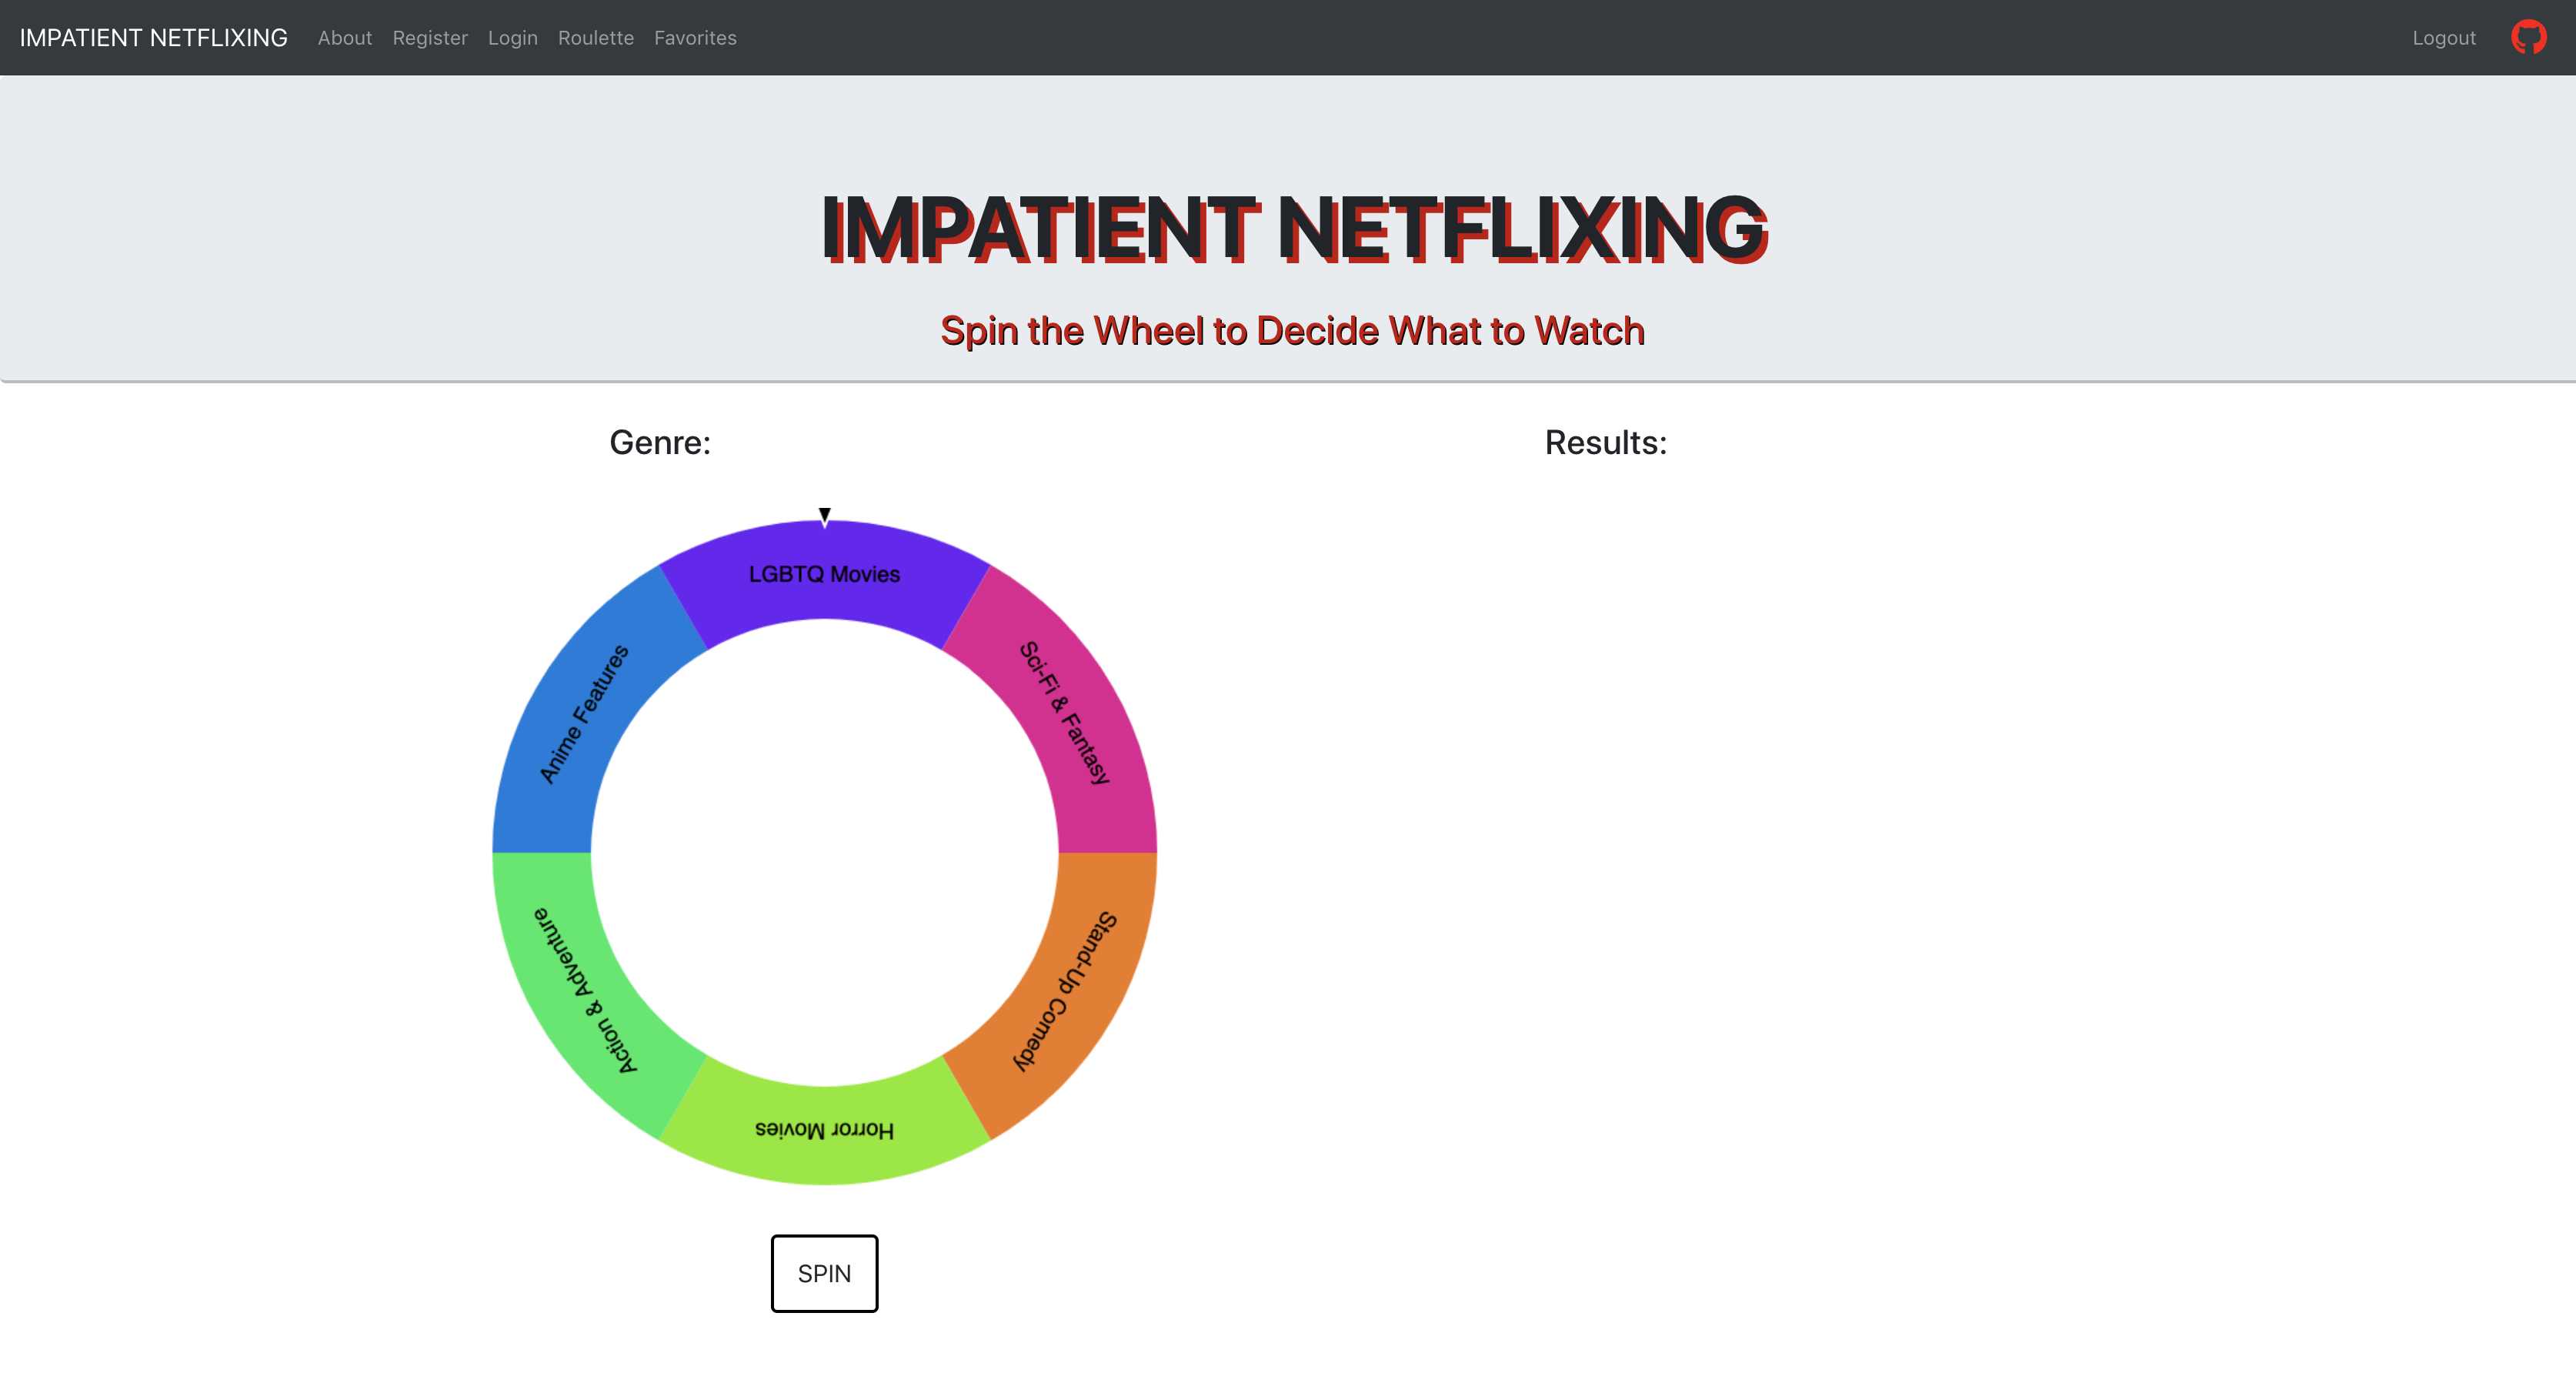 IMPATIENT NETFLIXING About Register Login Roulette Favorites Logout
IMPATIENT NETFLIXING
Spin the Wheel to Decide What to Watch
Genre: Results:
LGBTQ Movies
Sci-Fi & Fantasy
Stand-Up Comedy
Horror Movies
Action & Adventure
Anime Features
SPIN